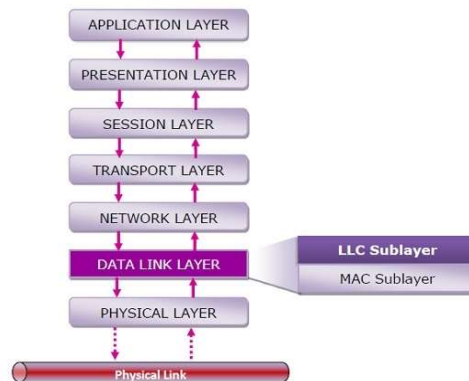 APPLICATION LAYER
PRESENTATION LAYER
SESSION LAYER
TRANSPORT LAYER
NETWORK LAYER
DATA LINK LAYER
LLC Sublayer
MAC Sublayer
PHYSICAL LAYER
Physical Link